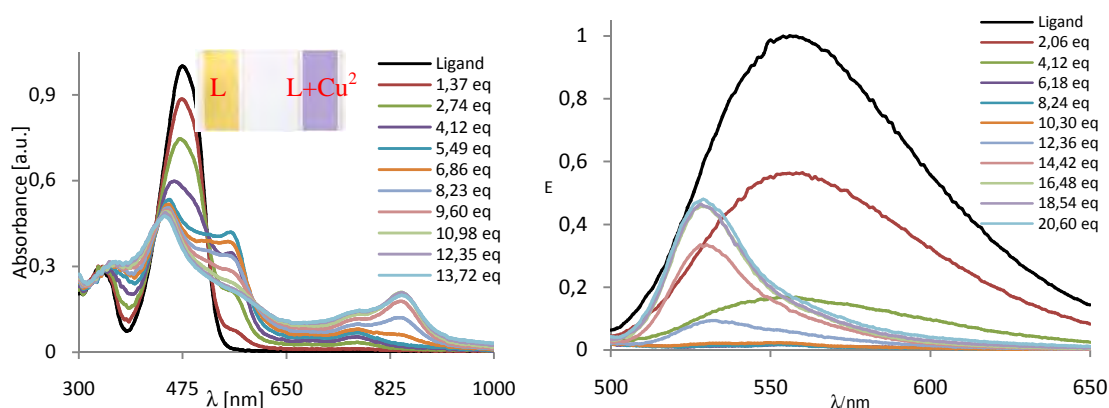 Absorbance [a.u.]
0,9
0,6
0,3
0
300
475
650
825
1000
λ [nm]
L
L+Cu²
Ligand
1,37 eq
2,74 eq
4,12 eq
5,49 eq
6,86 eq
8,23 eq
9,60 eq
10,98 eq
12,35 eq
13,72 eq
E
1
0,8
0,6
0,4
0,2
0
500
550
600
650
λ/nm
Ligand
2,06 eq
4,12 eq
6,18 eq
8,24 eq
10,30 eq
12,36 eq
14,42 eq
16,48 eq
18,54 eq
20,60 eq